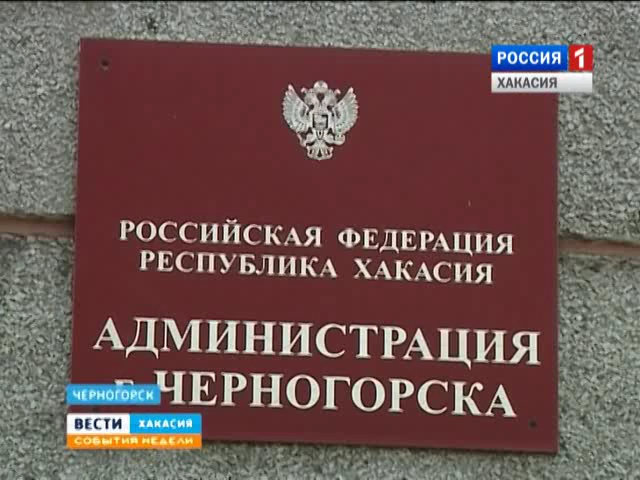 РОССИЯ 1
ХАКАСИЯ
РОССИЙСКАЯ ФЕДЕРАЦИЯ
РЕСПУБЛИКА ХАКАСИЯ
АДМИНИСТРАЦИЯ
г. ЧЕРНОГОРСКА
ЧЕРНОГОРСК
ВЕСТИ ХАКАСИЯ
СОБЫТИЯ НЕДЕЛИ